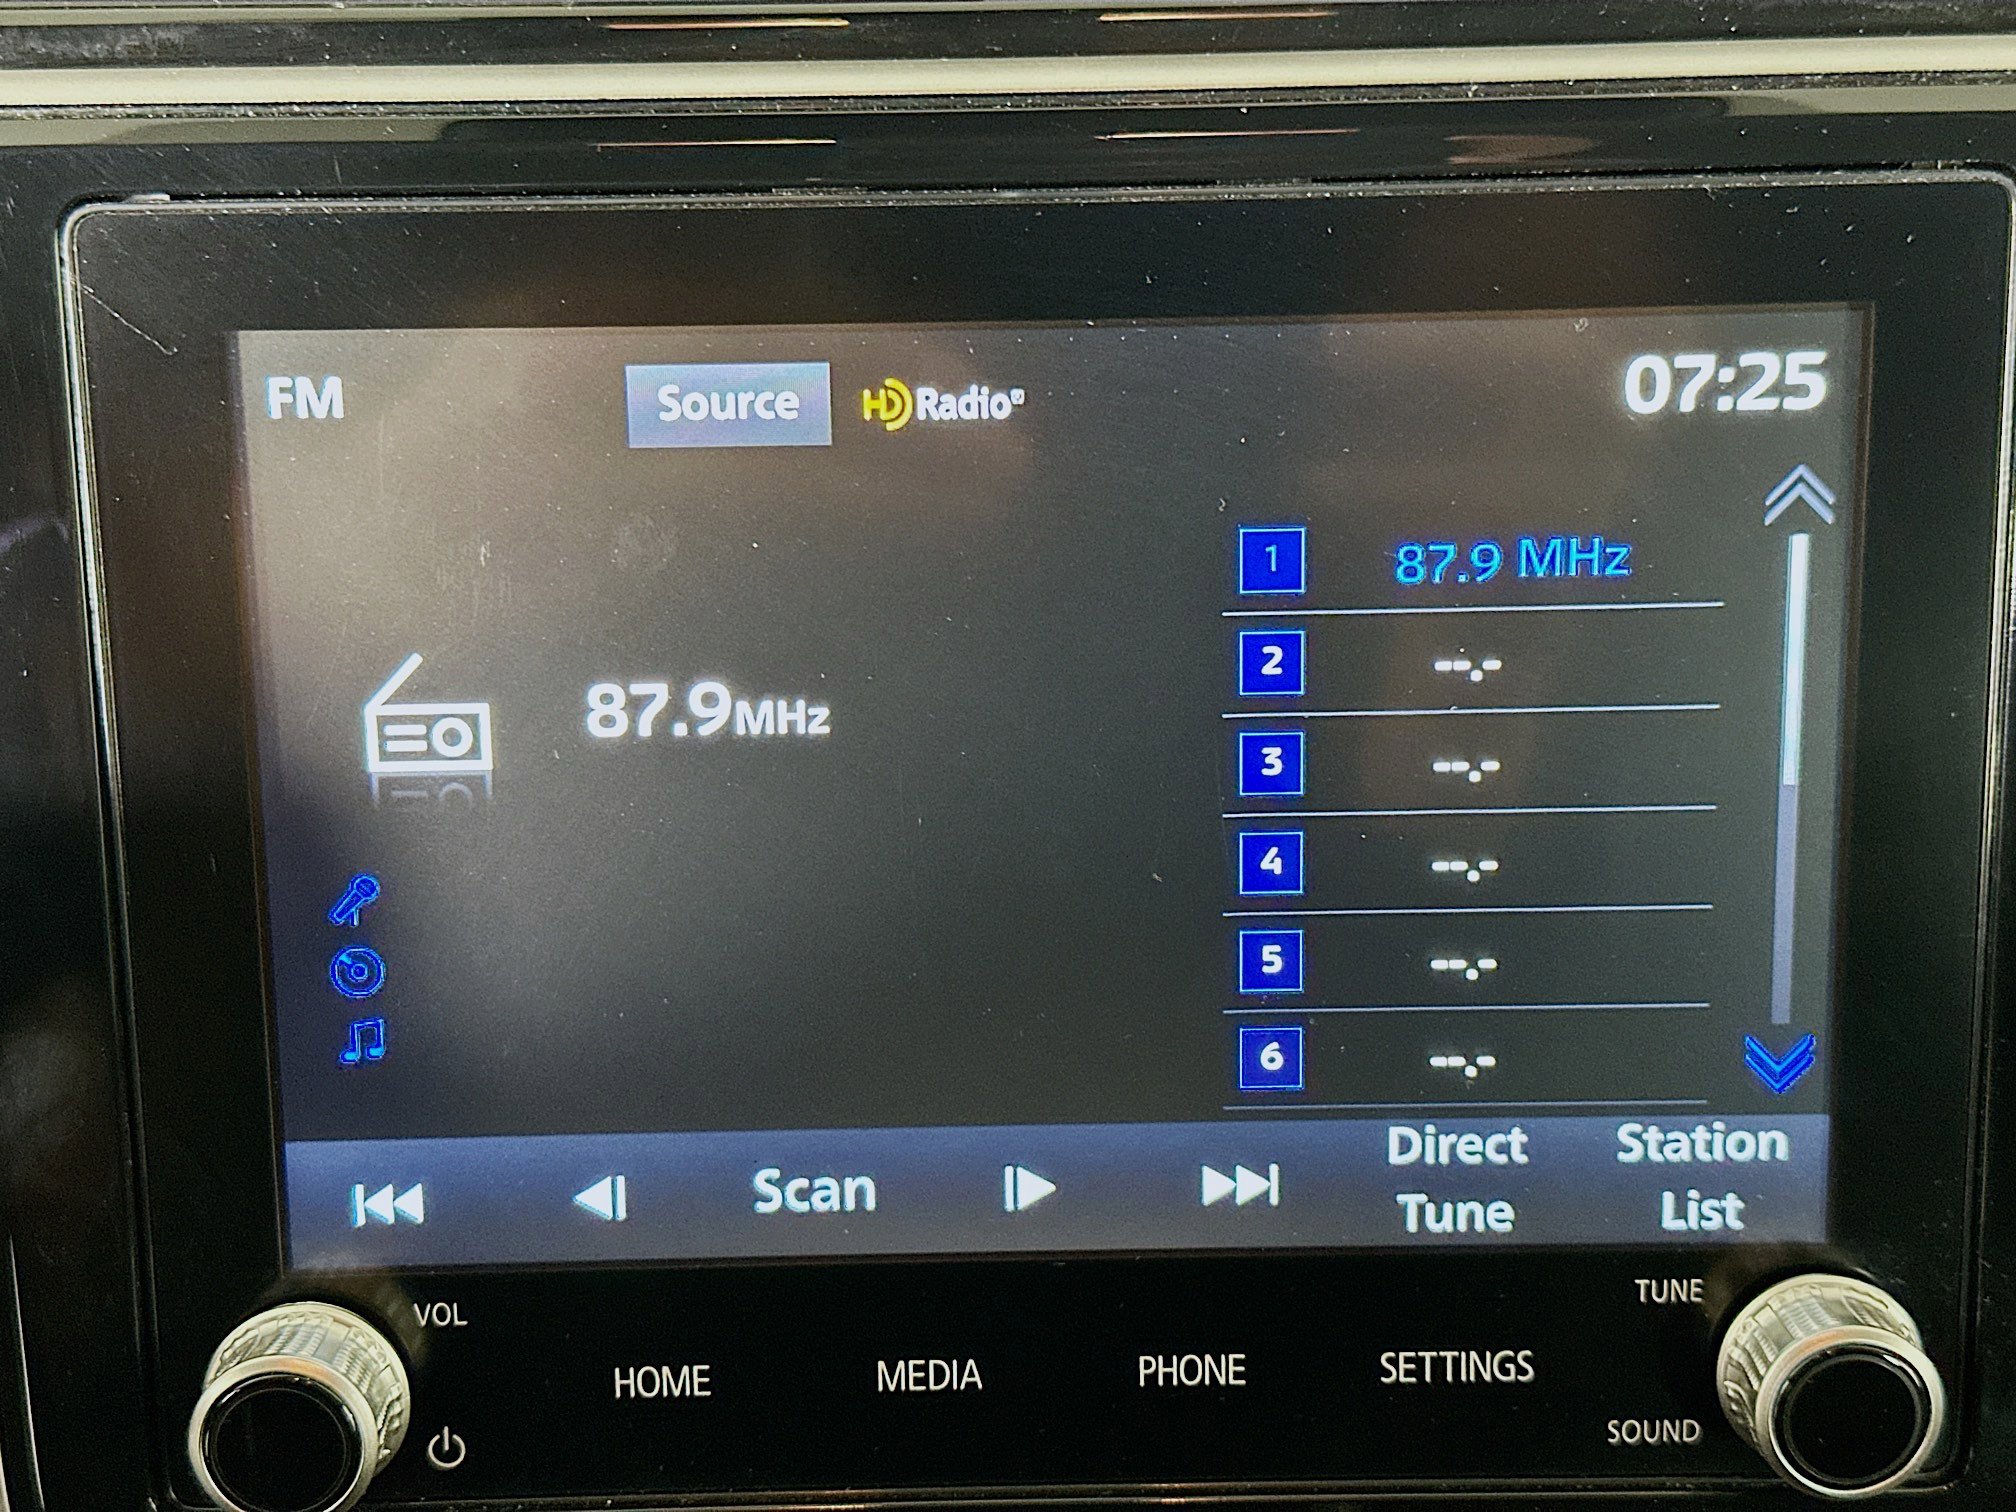 FM Source HD Radio 07:25
1 87.9 MHz
2 --.-
87.9MHz
3 --.-
4 --.-
5 --.-
6 --.-
Scan
Direct Tune
Station List
VOL
TUNE
HOME MEDIA PHONE SETTINGS
SOUND